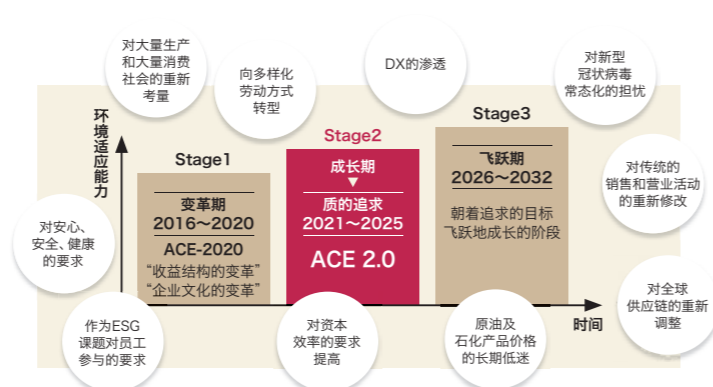 对大量生产
和大量消费
社会的重新
考量
向多样化
劳动方式
转型
DX的渗透
对新型
冠状病毒
常态化的担忧
环境适应能力
Stage1
变革期
2016～2020
ACE-2020
“收益结构的变革”
“企业文化的变革”
Stage2
成长期
▼
质的追求
2021～2025
ACE 2.0
Stage3
飞跃期
2026～2032
朝着追求的目标
飞跃地成长的阶段
对传统的
销售和营业活动
的重新修改
对安心、
安全、健康
的要求
对全球
供应链的重新
调整
时间
作为ESG
课题对员工
参与的要求
对资本
效率的要求
提高
原油及
石化产品价格
的长期低迷